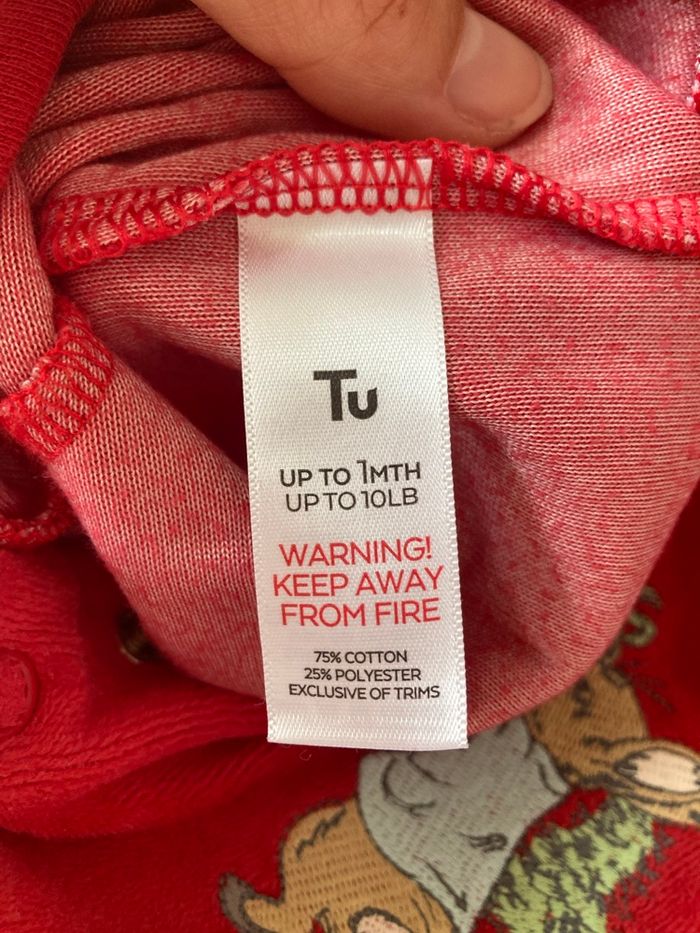 Tu
UP TO 1MTH
UP TO 10LB
WARNING!
KEEP AWAY
FROM FIRE
75% COTTON
25% POLYESTER
EXCLUSIVE OF TRIMS